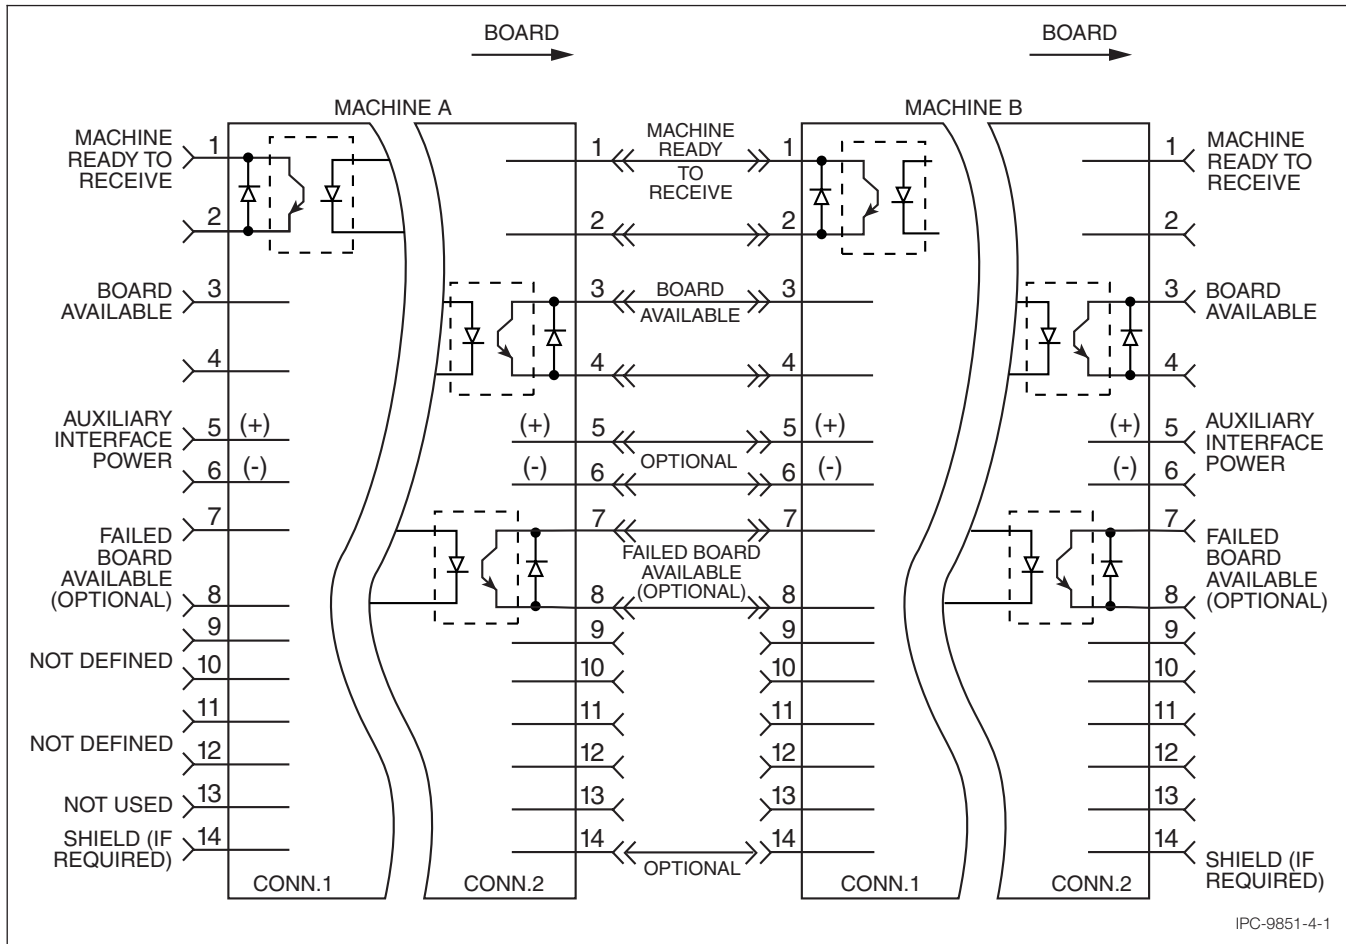 BOARD
BOARD
MACHINE A
MACHINE B
MACHINE
READY TO
RECEIVE
1
2
BOARD
AVAILABLE
3
4
AUXILIARY
INTERFACE
POWER
5 (+)
6 (-)
7
FAILED
BOARD
AVAILABLE
(OPTIONAL)
8
9
NOT DEFINED
10
11
NOT DEFINED
12
NOT USED
13
SHIELD (IF
REQUIRED)
14
CONN.1
1
2
3
4
(+) 5
(-) 6
7
8
9
10
11
12
13
14
CONN.2
MACHINE
READY
TO
RECEIVE
BOARD
AVAILABLE
OPTIONAL
FAILED BOARD
AVAILABLE
(OPTIONAL)
OPTIONAL
1
2
3
4
5 (+)
6 (-)
7
8
9
10
11
12
13
14
CONN.1
1
MACHINE
READY TO
RECEIVE
2
3
BOARD
AVAILABLE
4
(+) 5
(-) 6
AUXILIARY
INTERFACE
POWER
7
FAILED
BOARD
AVAILABLE
(OPTIONAL)
8
9
10
11
12
13
14
SHIELD (IF
REQUIRED)
CONN.2
IPC-9851-4-1